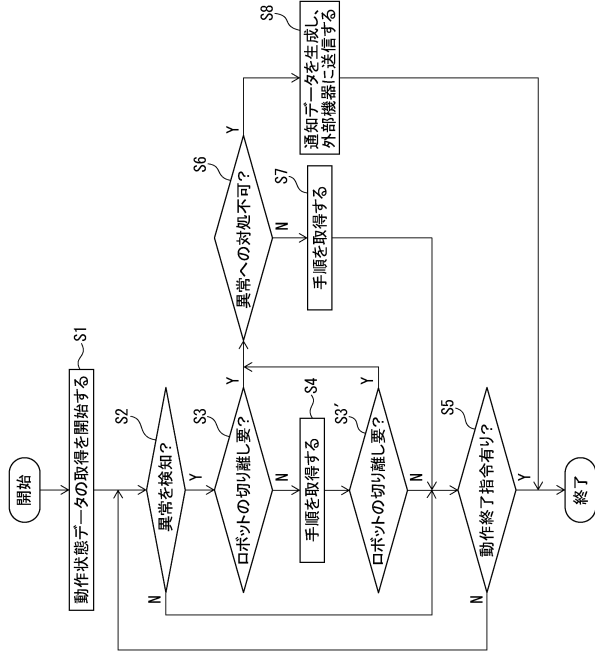 開始
S1
動作状態データの取得を開始する
S2
異常を検知?
N
Y
S3
ロボットの切り離し要?
Y
N
S4
手順を取得する
S3'
ロボットの切り離し要?
Y
N
S5
動作終了指令有り?
N
Y
終了
S6
異常への対処不可?
Y
N
S7
手順を取得する
S8
通知データを生成し、
外部機器に送信する